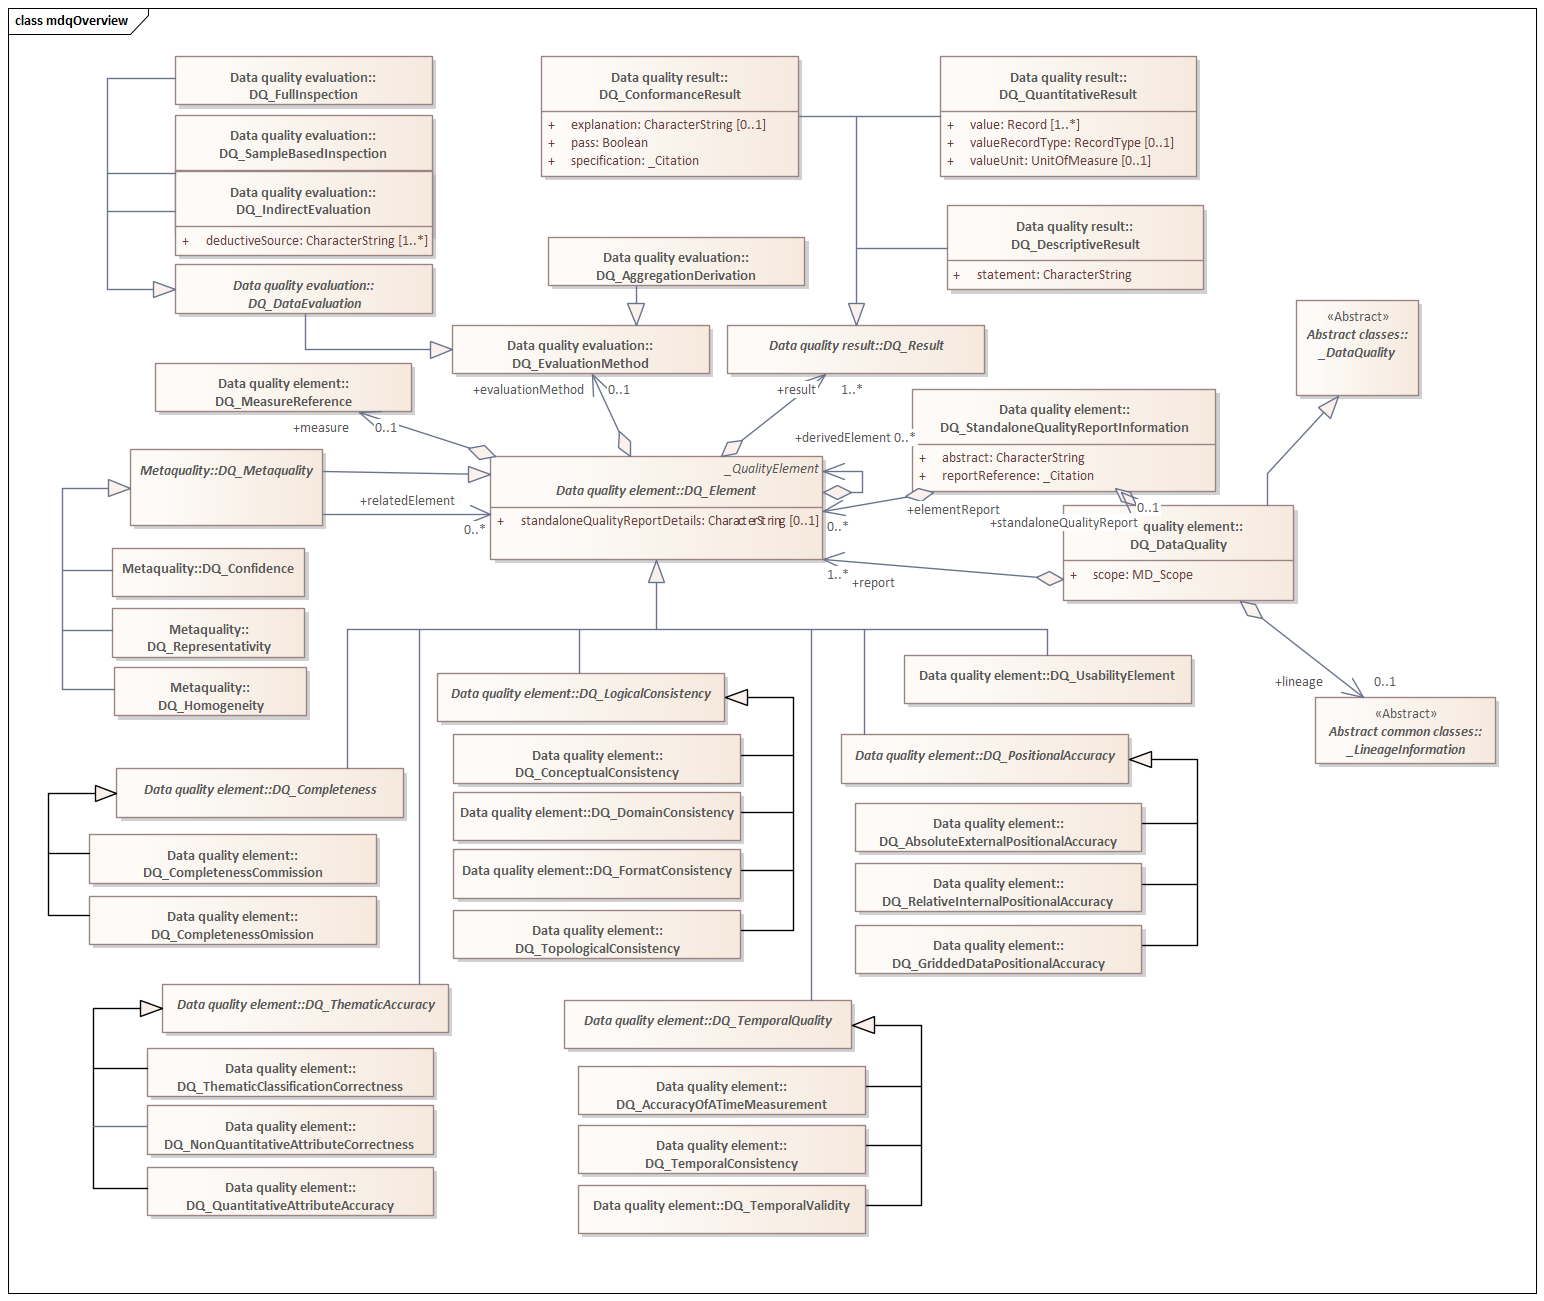 class mdqOverview
Data quality evaluation::
DQ_FullInspection
Data quality evaluation::
DQ_SampleBasedInspection
Data quality evaluation::
DQ_IndirectEvaluation
+ deductiveSource: CharacterString [1..*]
Data quality evaluation::
DQ_DataEvaluation
Data quality result::
DQ_ConformanceResult
+ explanation: CharacterString [0..1]
+ pass: Boolean
+ specification: _Citation
Data quality result::
DQ_QuantitativeResult
+ value: Record [1..*]
+ valueRecordType: RecordType [0..1]
+ valueUnit: UnitOfMeasure [0..1]
Data quality result::
DQ_DescriptiveResult
+ statement: CharacterString
Data quality evaluation::
DQ_AggregationDerivation
Data quality evaluation::
DQ_EvaluationMethod
Data quality result::DQ_Result
«Abstract»
Abstract classes::
_DataQuality
Data quality element::
DQ_MeasureReference
+evaluationMethod
0..1
+result
1..*
+measure
0..1
+derivedElement 0..*
Data quality element::
DQ_StandaloneQualityReportInformation
+ abstract: CharacterString
+ reportReference: _Citation
Metaquality::DQ_Metaquality
+relatedElement
0..*
_QualityElement
Data quality element::DQ_Element
+ standaloneQualityReportDetails: CharacterString [0..1]
0..*
+elementReport
0..1
+standaloneQualityReport
quality element::
DQ_DataQuality
+ scope: MD_Scope
1..*
+report
+lineage
0..1
«Abstract»
Abstract common classes::
_LineageInformation
Metaquality::DQ_Confidence
Metaquality::
DQ_Representativity
Metaquality::
DQ_Homogeneity
Data quality element::DQ_LogicalConsistency
Data quality element::
DQ_ConceptualConsistency
Data quality element::DQ_DomainConsistency
Data quality element::DQ_FormatConsistency
Data quality element::
DQ_TopologicalConsistency
Data quality element::DQ_UsabilityElement
Data quality element::DQ_PositionalAccuracy
Data quality element::
DQ_AbsoluteExternalPositionalAccuracy
Data quality element::
DQ_RelativeInternalPositionalAccuracy
Data quality element::
DQ_GriddedDataPositionalAccuracy
Data quality element::DQ_Completeness
Data quality element::
DQ_CompletenessCommission
Data quality element::
DQ_CompletenessOmission
Data quality element::DQ_ThematicAccuracy
Data quality element::
DQ_ThematicClassificationCorrectness
Data quality element::
DQ_NonQuantitativeAttributeCorrectness
Data quality element::
DQ_QuantitativeAttributeAccuracy
Data quality element::DQ_TemporalQuality
Data quality element::
DQ_AccuracyOfATimeMeasurement
Data quality element::
DQ_TemporalConsistency
Data quality element::DQ_TemporalValidity